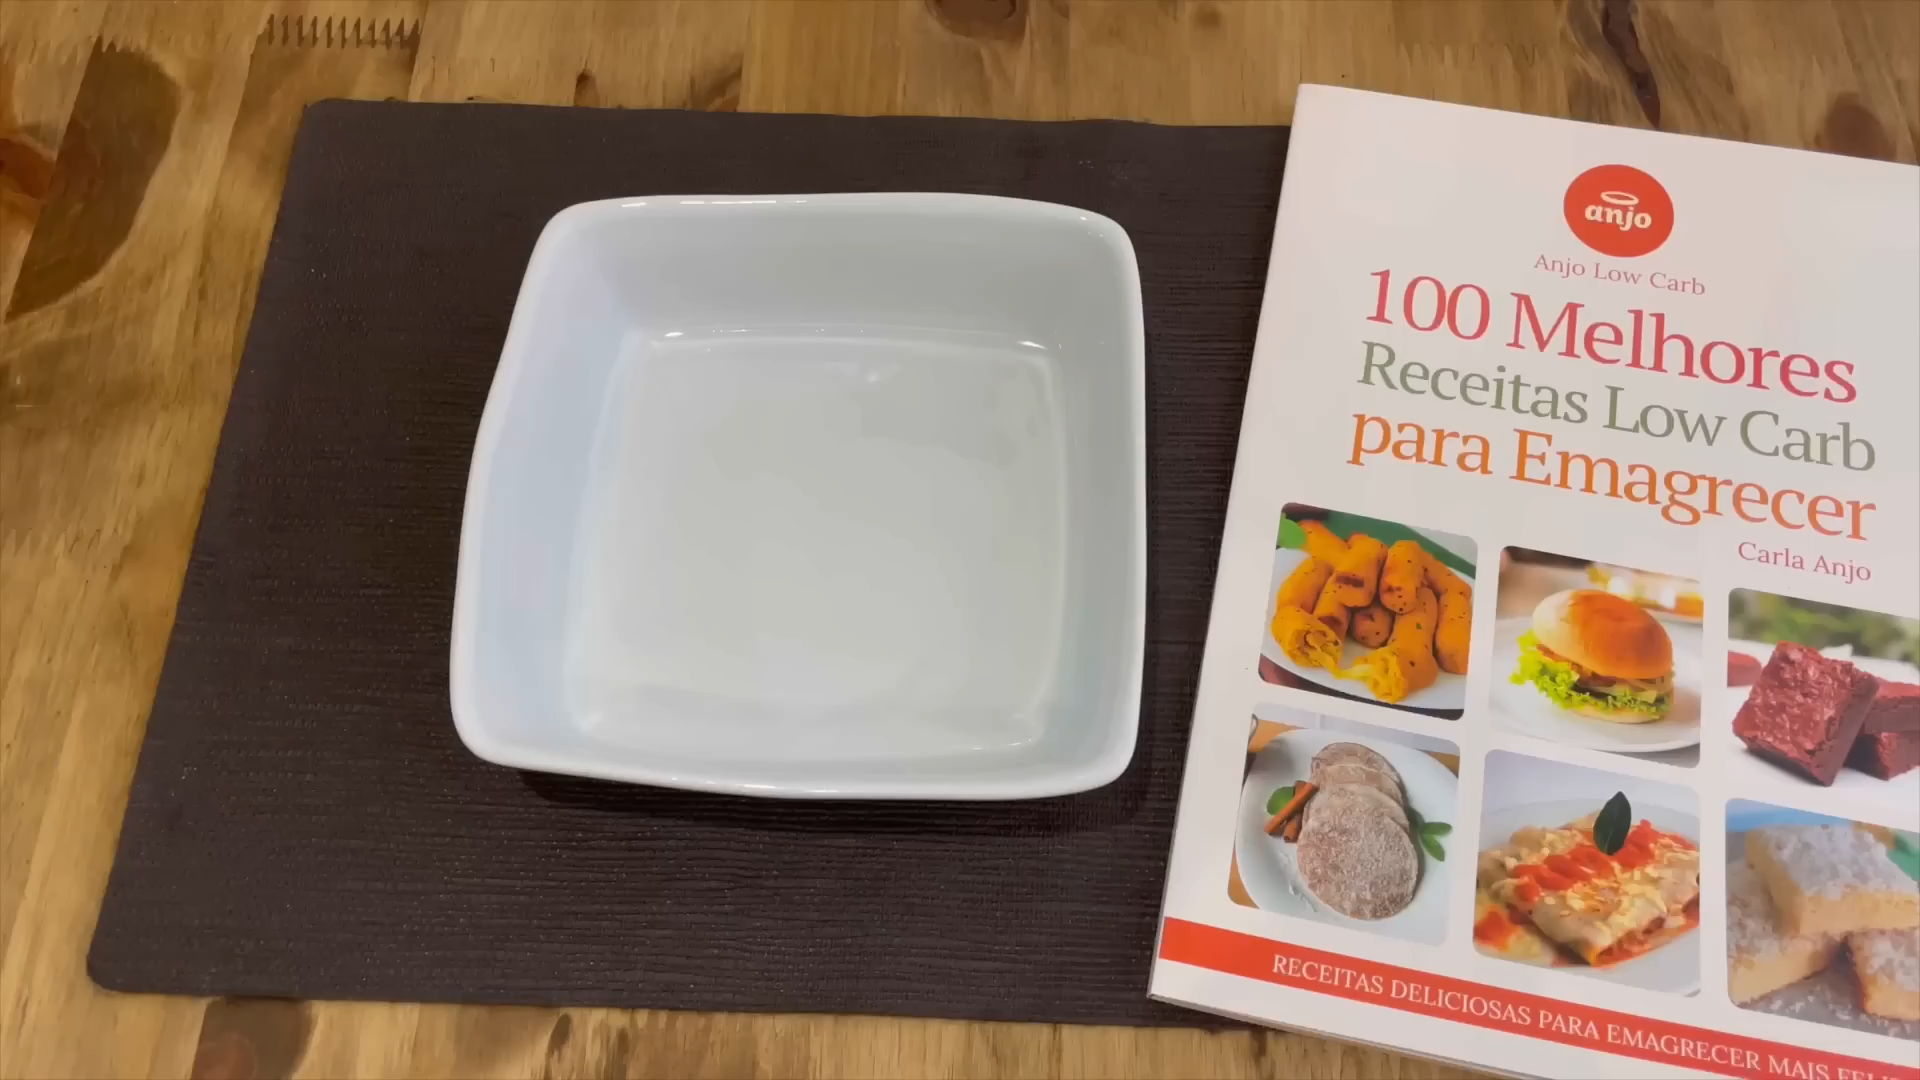 anjo
Anjo Low Carb
100 Melhores
Receitas Low Carb
para Emagrecer
Carla Anjo
RECEITAS DELICIOSAS PARA EMAGRECER MAIS